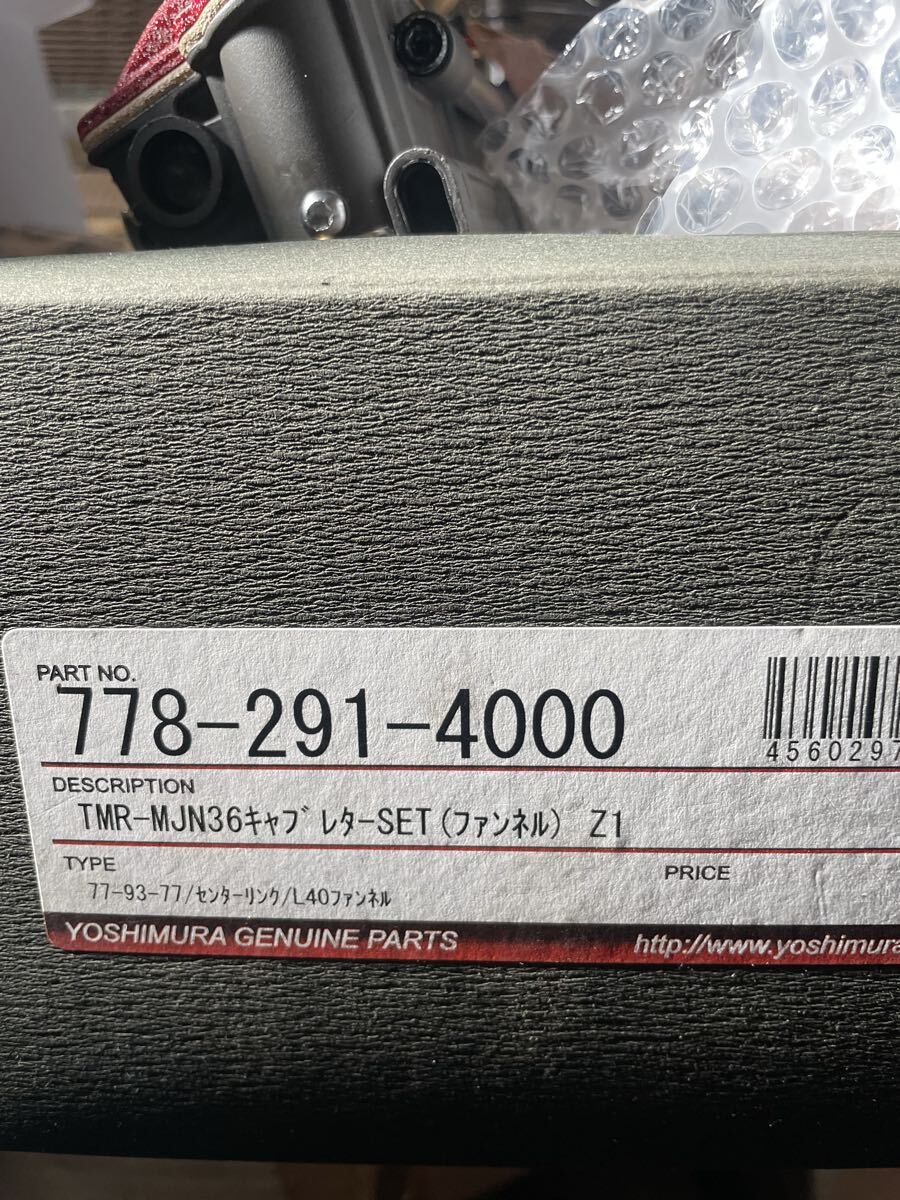 PART NO.
778-291-4000
4560297
DESCRIPTION
TMR-MJN36ｷｬﾌﾞﾚﾀｰSET(ﾌｧﾝﾈﾙ) Z1
TYPE
PRICE
77-93-77/ｾﾝﾀｰﾘﾝｸ/L40ﾌｧﾝﾈﾙ
YOSHIMURA GENUINE PARTS
http://www.yoshimura